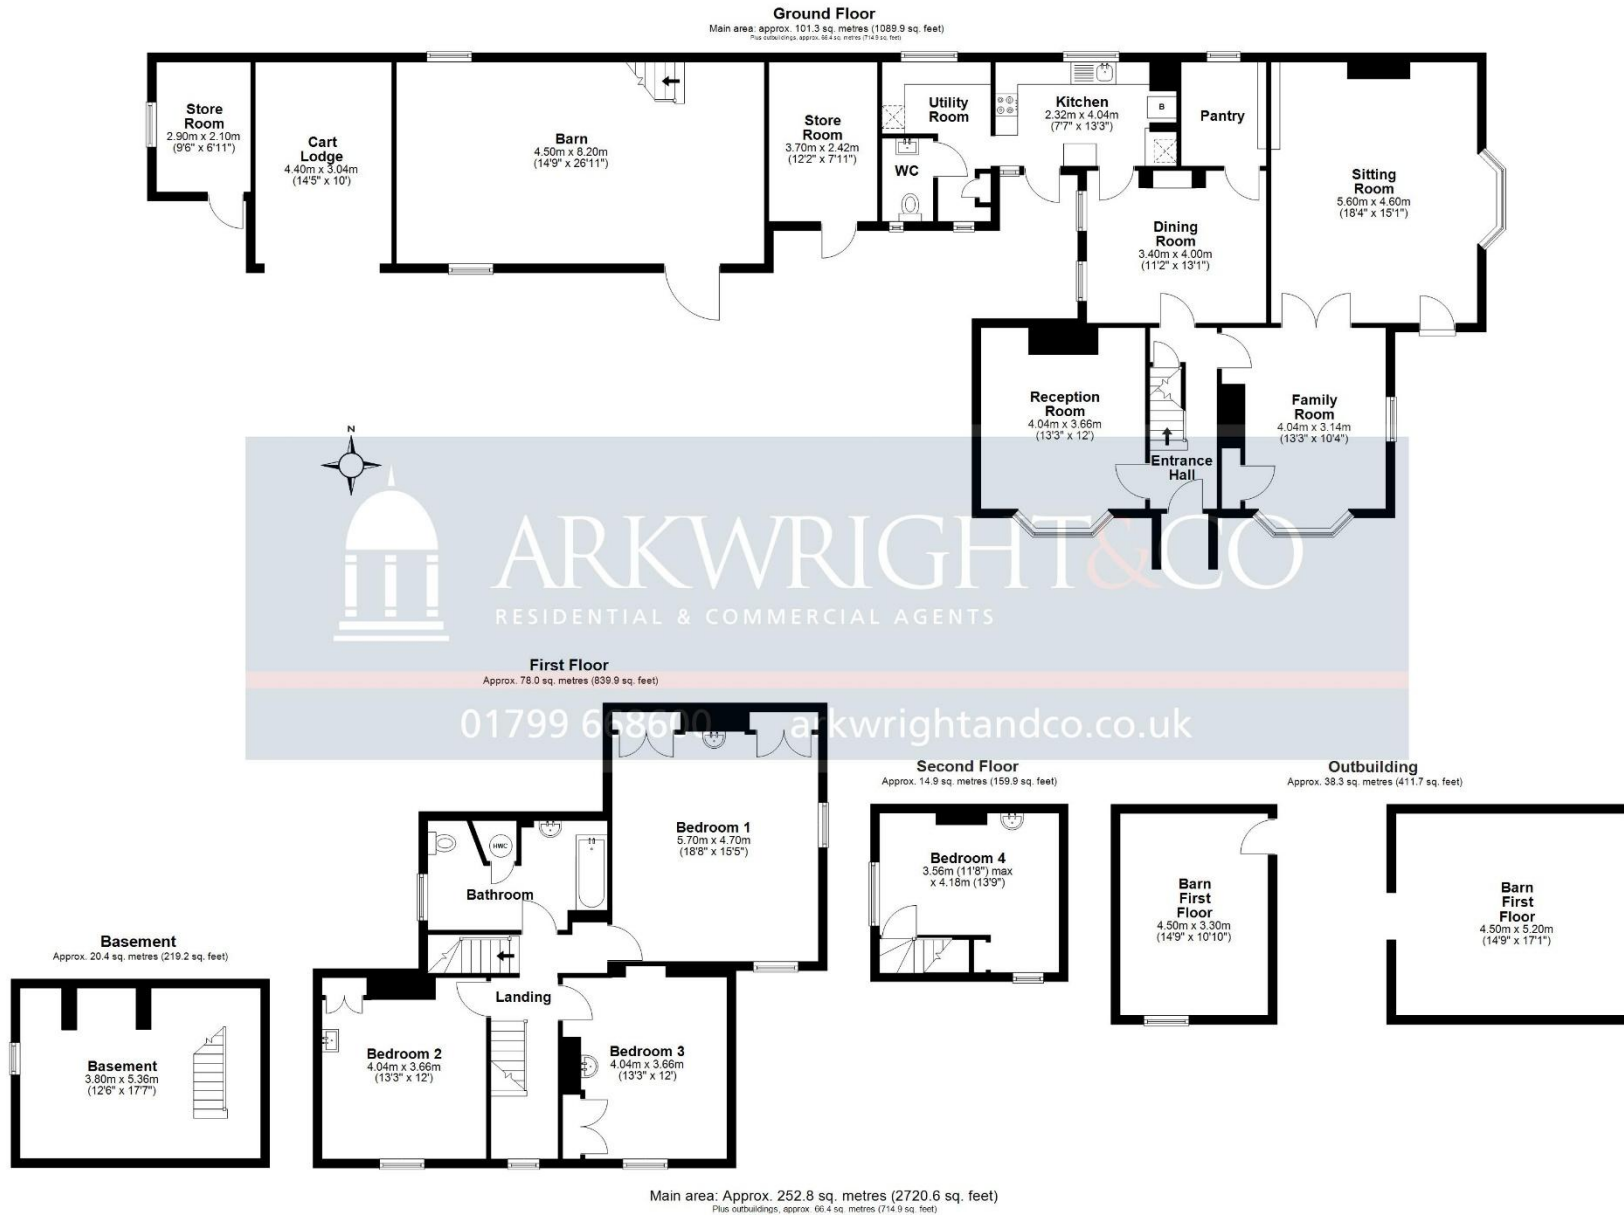 Ground Floor
Main area: approx. 101.3 sq. metres (1089.9 sq. feet)
Plus outbuildings, approx. 66.4 sq. metres (714.9 sq. feet)
Store
Room
2.90m x 2.10m
(9'6" x 6'11")
Cart
Lodge
4.40m x 3.04m
(14'5" x 10')
Barn
4.50m x 8.20m
(14'9" x 26'11")
Store
Room
3.70m x 2.42m
(12'2" x 7'11")
Utility
Room
WC
Kitchen
2.32m x 4.04m
(7'7" x 13'3")
B
Pantry
Sitting
Room
5.60m x 4.60m
(18'4" x 15'1")
Dining
Room
3.40m x 4.00m
(11'2" x 13'1")
Reception
Room
4.04m x 3.66m
(13'3" x 12')
Entrance
Hall
Family
Room
4.04m x 3.14m
(13'3" x 10'4")
N
ARKWRIGHT&CO
RESIDENTIAL & COMMERCIAL AGENTS
01799 668600 arkwrightandco.co.uk
First Floor
Approx. 78.0 sq. metres (839.9 sq. feet)
Bedroom 1
5.70m x 4.70m
(18'8" x 15'5")
HWC
Bathroom
Landing
Bedroom 2
4.04m x 3.66m
(13'3" x 12')
Bedroom 3
4.04m x 3.66m
(13'3" x 12')
Second Floor
Approx. 14.9 sq. metres (159.9 sq. feet)
Bedroom 4
3.56m (11'8") max
x 4.18m (13'9")
Outbuilding
Approx. 38.3 sq. metres (411.7 sq. feet)
Barn
First
Floor
4.50m x 3.30m
(14'9" x 10'10")
Barn
First
Floor
4.50m x 5.20m
(14'9" x 17'1")
Basement
Approx. 20.4 sq. metres (219.2 sq. feet)
Basement
3.80m x 5.36m
(12'6" x 17'7")
Main area: Approx. 252.8 sq. metres (2720.6 sq. feet)
Plus outbuildings, approx. 66.4 sq. metres (714.9 sq. feet)